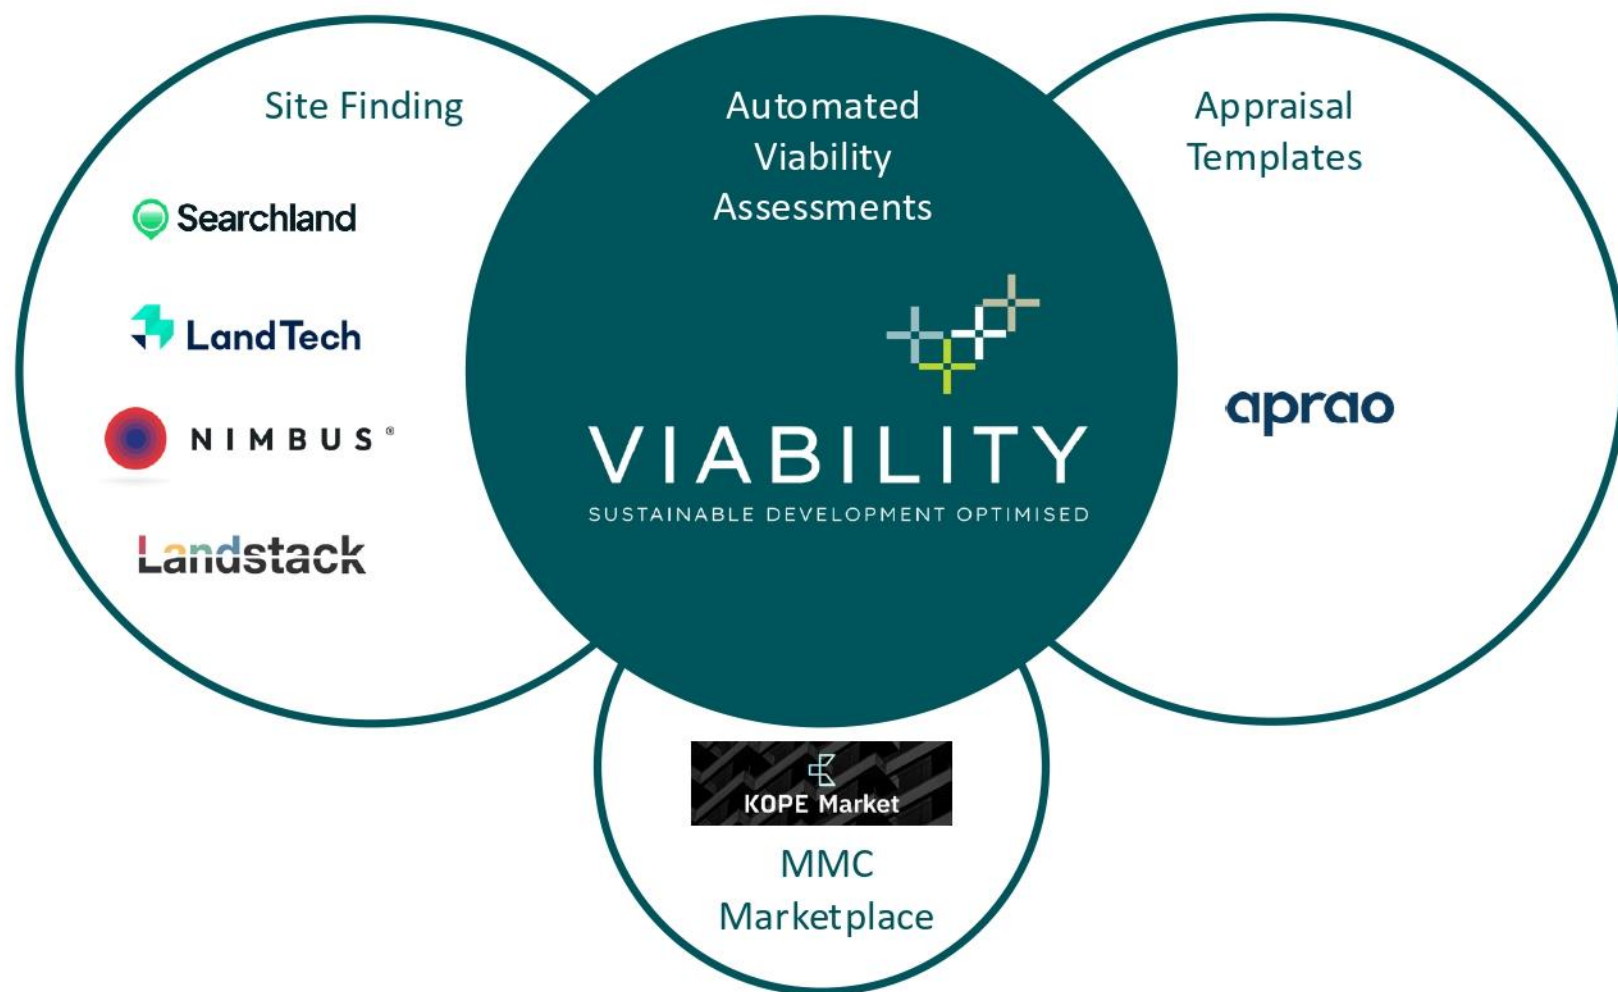 Site Finding
Searchland
LandTech
NIMBUS®
Landstack
Automated
Viability
Assessments
VIABILITY
SUSTAINABLE DEVELOPMENT OPTIMISED
Appraisal
Templates
aprao
KOPE Market
MMC
Marketplace